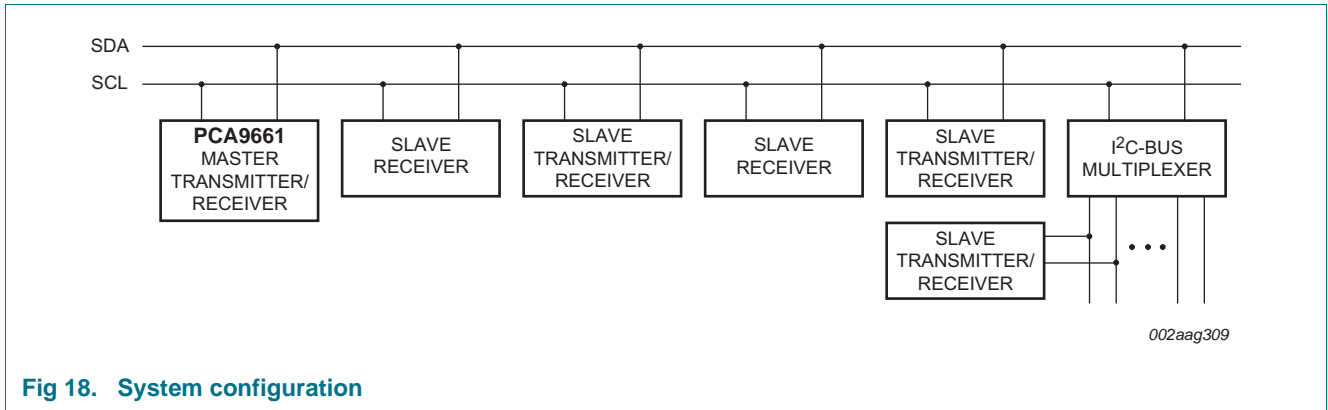 SDA
SCL
PCA9661
MASTER
TRANSMITTER/
RECEIVER
SLAVE
RECEIVER
SLAVE
TRANSMITTER/
RECEIVER
SLAVE
RECEIVER
SLAVE
TRANSMITTER/
RECEIVER
I²C-BUS
MULTIPLEXER
SLAVE
TRANSMITTER/
RECEIVER
002aag309
Fig 18. System configuration